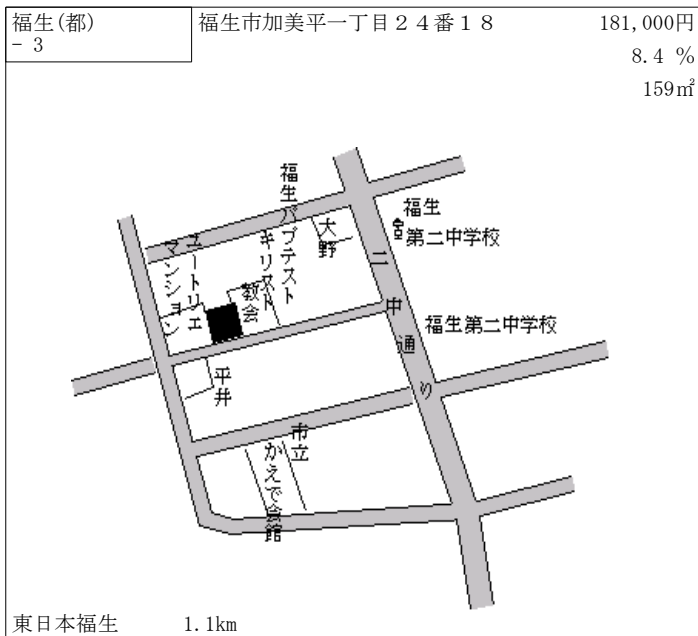 福生(都)
- 3
福生市加美平一丁目２４番１８
181,000円
8.4 %
159㎡
福生バプテスト
キリスト
教会
大野
福生
第二中学校
ユートリエ
マンション
二中通り
福生第二中学校
平井
市立
かえで会館
東日本福生
1.1km